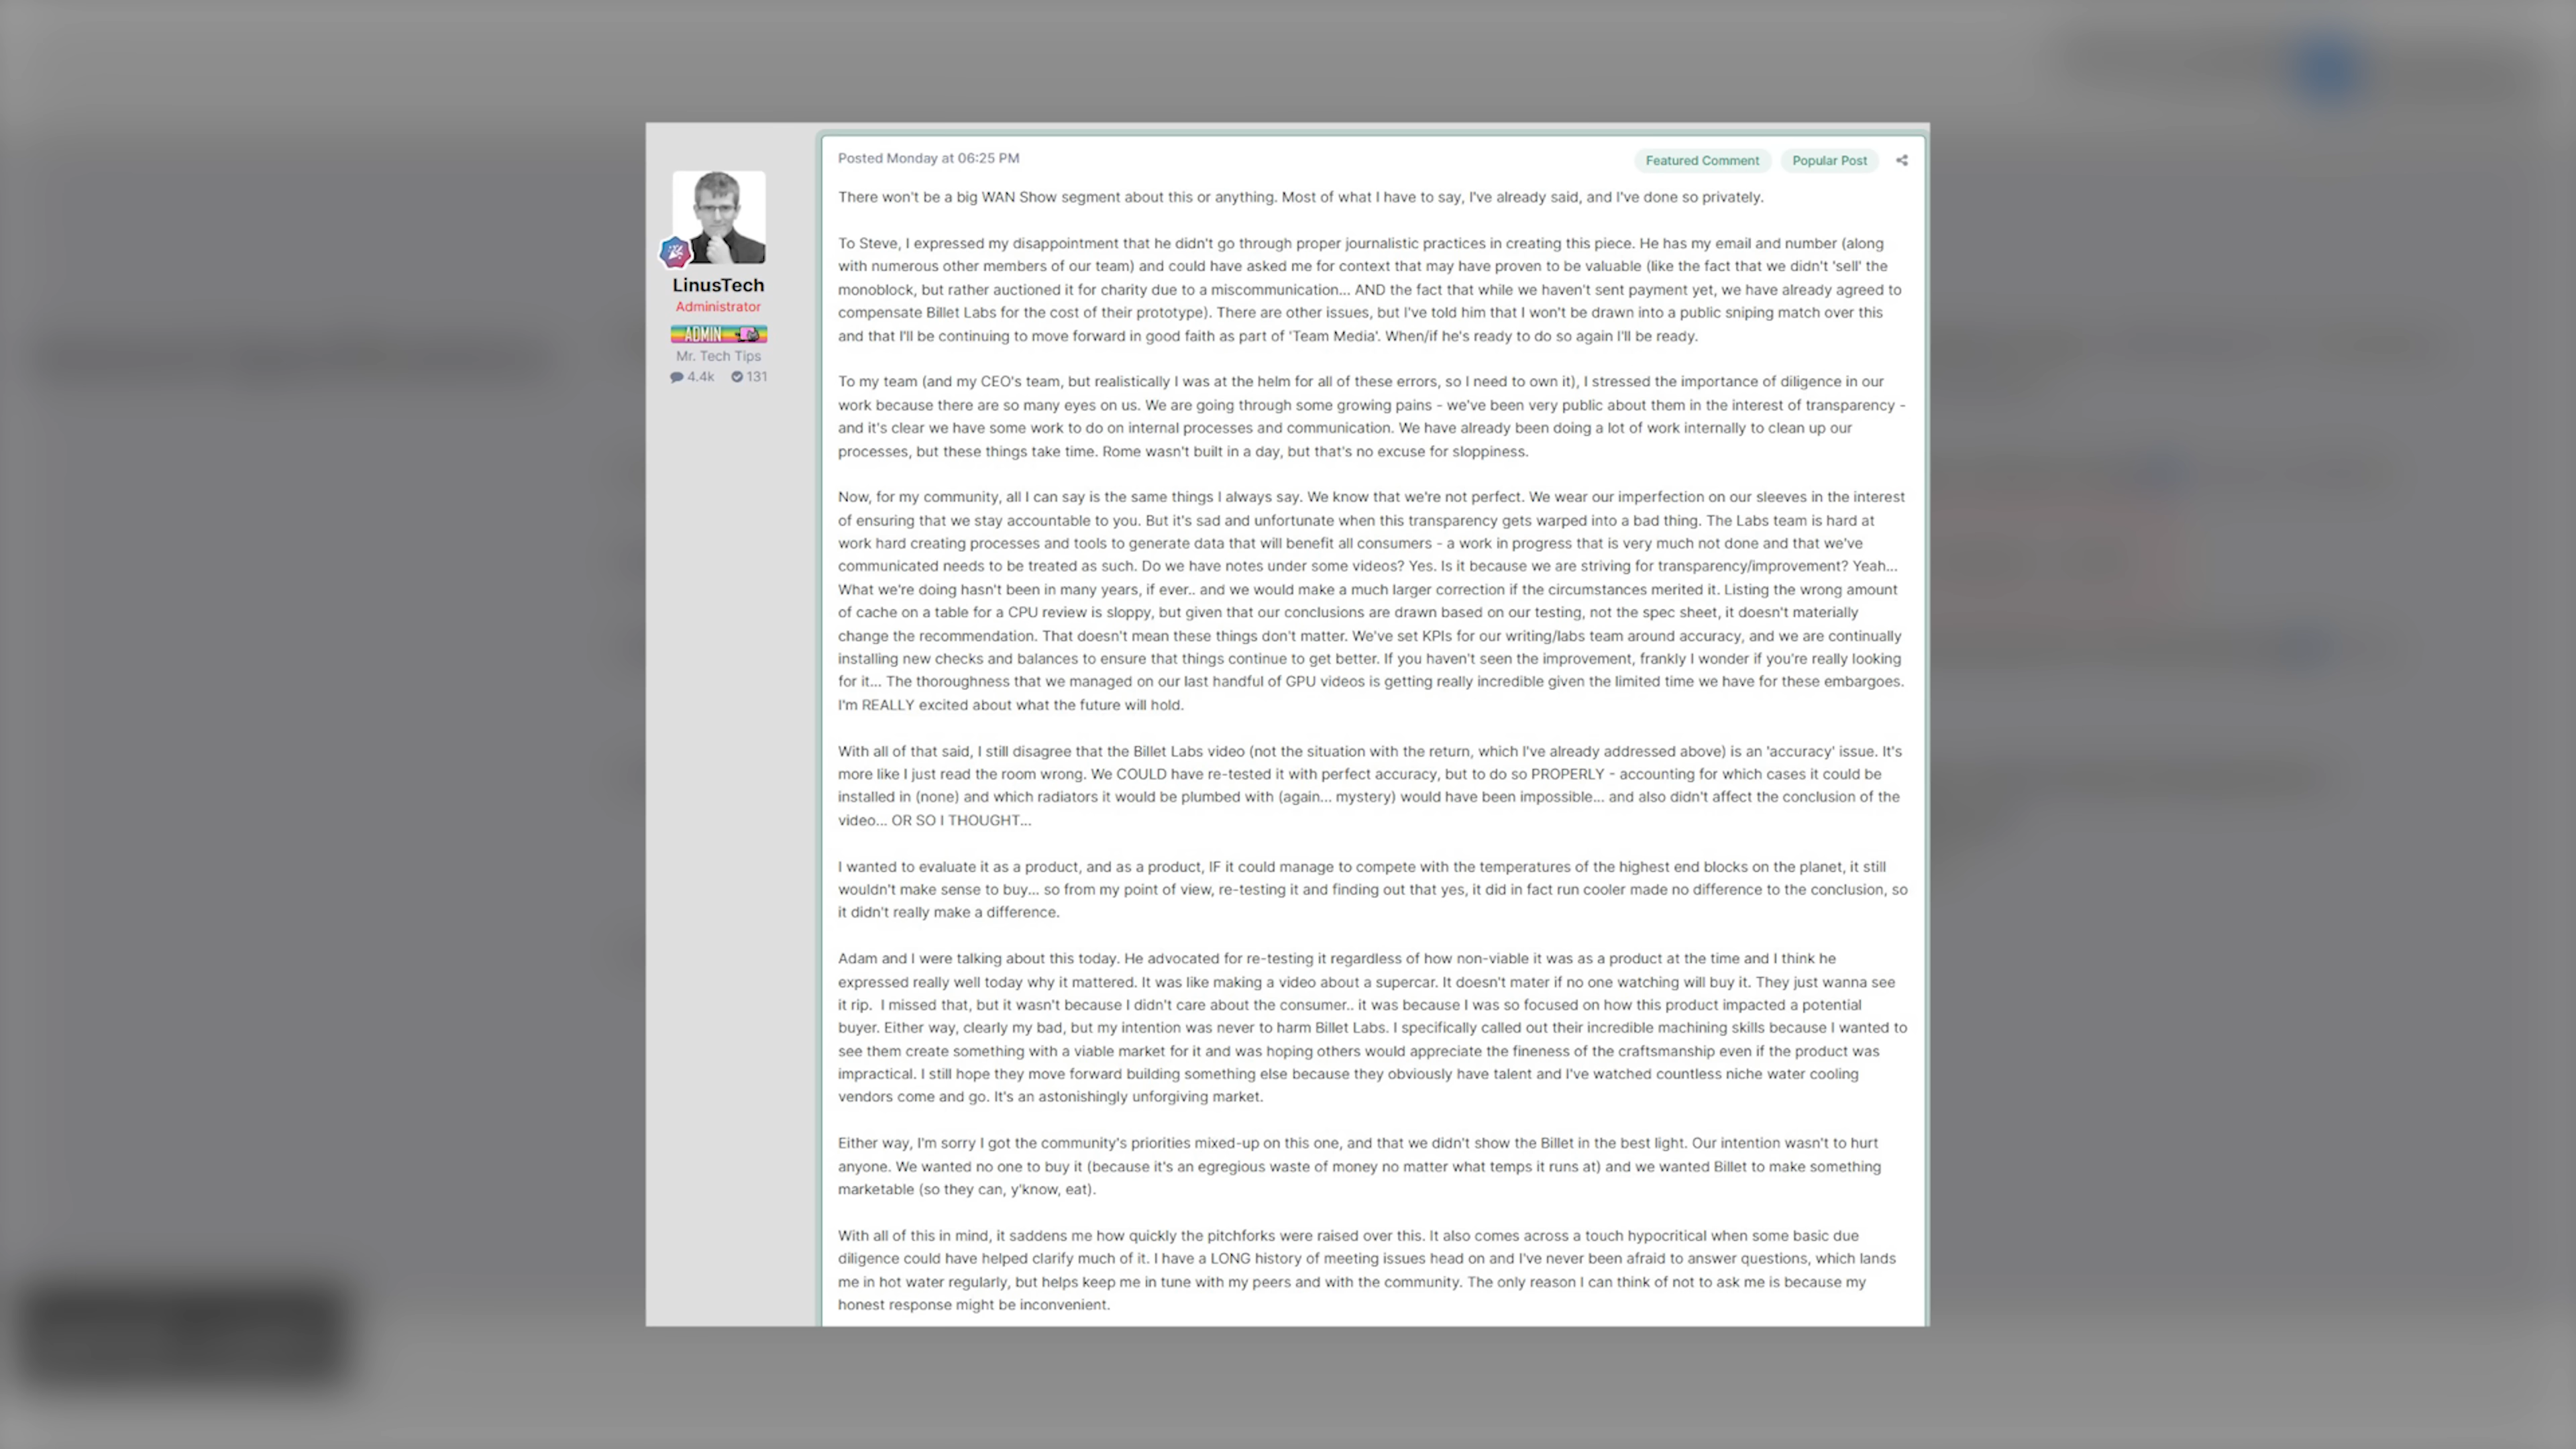 Posted Monday at 06:25 PM
Featured Comment
Popular Post
LinusTech
Administrator
ADMIN
Mr. Tech Tips
4.4k
131
There won't be a big WAN Show segment about this or anything. Most of what I have to say, I've already said, and I've done so privately.
To Steve, I expressed my disappointment that he didn't go through proper journalistic practices in creating this piece. He has my email and number (along
with numerous other members of our team) and could have asked me for context that may have proven to be valuable (like the fact that we didn't 'sell' the
monoblock, but rather auctioned it for charity due to a miscommunication... AND the fact that while we haven't sent payment yet, we have already agreed to
compensate Billet Labs for the cost of their prototype). There are other issues, but I've told him that I won't be drawn into a public sniping match over this
and that I'll be continuing to move forward in good faith as part of 'Team Media'. When/if he's ready to do so again I'll be ready.
To my team (and my CEO's team, but realistically I was at the helm for all of these errors, so I need to own it), I stressed the importance of diligence in our
work because there are so many eyes on us. We are going through some growing pains - we've been very public about them in the interest of transparency -
and it's clear we have some work to do on internal processes and communication. We have already been doing a lot of work internally to clean up our
processes, but these things take time. Rome wasn't built in a day, but that's no excuse for sloppiness.
Now, for my community, all I can say is the same things I always say. We know that we're not perfect. We wear our imperfection on our sleeves in the interest
of ensuring that we stay accountable to you. But it's sad and unfortunate when this transparency gets warped into a bad thing. The Labs team is hard at
work hard creating processes and tools to generate data that will benefit all consumers - a work in progress that is very much not done and that we've
communicated needs to be treated as such. Do we have notes under some videos? Yes. Is it because we are striving for transparency/improvement? Yeah...
What we're doing hasn't been in many years, if ever.. and we would make a much larger correction if the circumstances merited it. Listing the wrong amount
of cache on a table for a CPU review is sloppy, but given that our conclusions are drawn based on our testing, not the spec sheet, it doesn't materially
change the recommendation. That doesn't mean these things don't matter. We've set KPIs for our writing/labs team around accuracy, and we are continually
installing new checks and balances to ensure that things continue to get better. If you haven't seen the improvement, frankly I wonder if you're really looking
for it... The thoroughness that we managed on our last handful of GPU videos is getting really incredible given the limited time we have for these embargoes.
I'm REALLY excited about what the future will hold.
With all of that said, I still disagree that the Billet Labs video (not the situation with the return, which I've already addressed above) is an 'accuracy' issue. It's
more like I just read the room wrong. We COULD have re-tested it with perfect accuracy, but to do so PROPERLY - accounting for which cases it could be
installed in (none) and which radiators it would be plumbed with (again... mystery) would have been impossible... and also didn't affect the conclusion of the
video... OR SO I THOUGHT...
I wanted to evaluate it as a product, and as a product, IF it could manage to compete with the temperatures of the highest end blocks on the planet, it still
wouldn't make sense to buy... so from my point of view, re-testing it and finding out that yes, it did in fact run cooler made no difference to the conclusion, so
it didn't really make a difference.
Adam and I were talking about this today. He advocated for re-testing it regardless of how non-viable it was as a product at the time and I think he
expressed really well today why it mattered. It was like making a video about a supercar. It doesn't mater if no one watching will buy it. They just wanna see
it rip.  I missed that, but it wasn't because I didn't care about the consumer.. it was because I was so focused on how this product impacted a potential
buyer. Either way, clearly my bad, but my intention was never to harm Billet Labs. I specifically called out their incredible machining skills because I wanted to
see them create something with a viable market for it and was hoping others would appreciate the fineness of the craftsmanship even if the product was
impractical. I still hope they move forward building something else because they obviously have talent and I've watched countless niche water cooling
vendors come and go. It's an astonishingly unforgiving market.
Either way, I'm sorry I got the community's priorities mixed-up on this one, and that we didn't show the Billet in the best light. Our intention wasn't to hurt
anyone. We wanted no one to buy it (because it's an egregious waste of money no matter what temps it runs at) and we wanted Billet to make something
marketable (so they can, y'know, eat).
With all of this in mind, it saddens me how quickly the pitchforks were raised over this. It also comes across a touch hypocritical when some basic due
diligence could have helped clarify much of it. I have a LONG history of meeting issues head on and I've never been afraid to answer questions, which lands
me in hot water regularly, but helps keep me in tune with my peers and with the community. The only reason I can think of not to ask me is because my
honest response might be inconvenient.